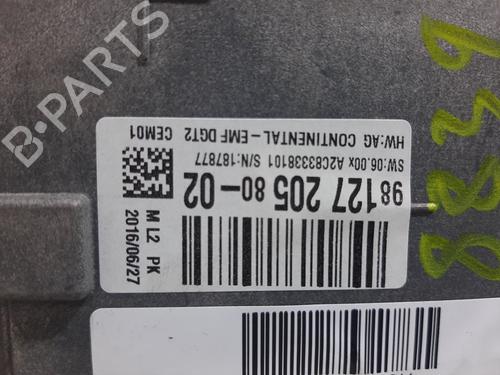 HW:AG CONTINENTAL-EMF DGT2 CEM01
SW:06.00x A2C83338101 S/N:187877
98 127 205 80-02
M L2 PK
2016/06/27
8839
B-PARTS